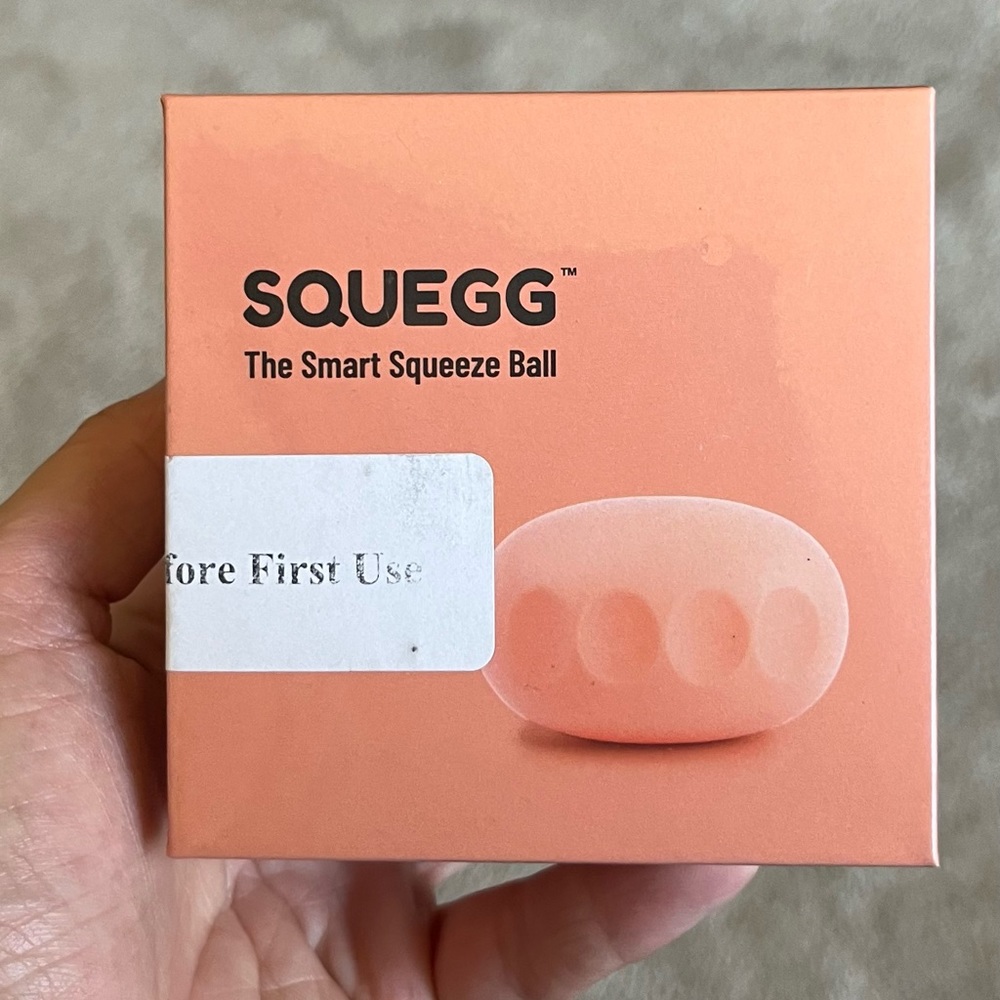 SQUEGG™
The Smart Squeeze Ball
fore First Use